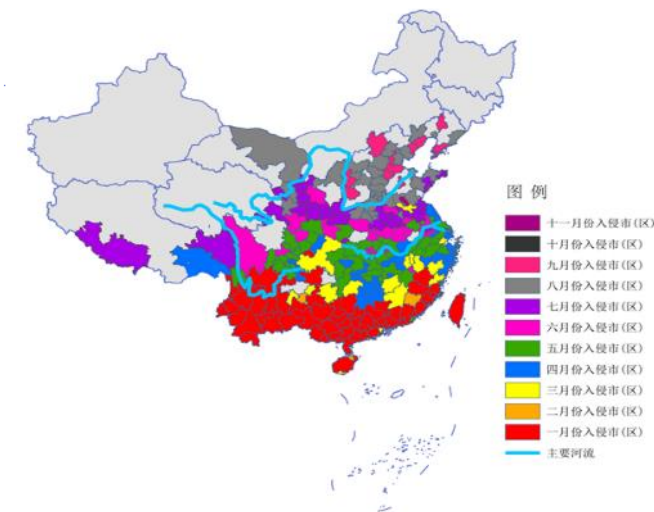 图 例
十一月份入侵市(区)
十月份入侵市(区)
九月份入侵市(区)
八月份入侵市(区)
七月份入侵市(区)
六月份入侵市(区)
五月份入侵市(区)
四月份入侵市(区)
三月份入侵市(区)
二月份入侵市(区)
一月份入侵市(区)
主要河流